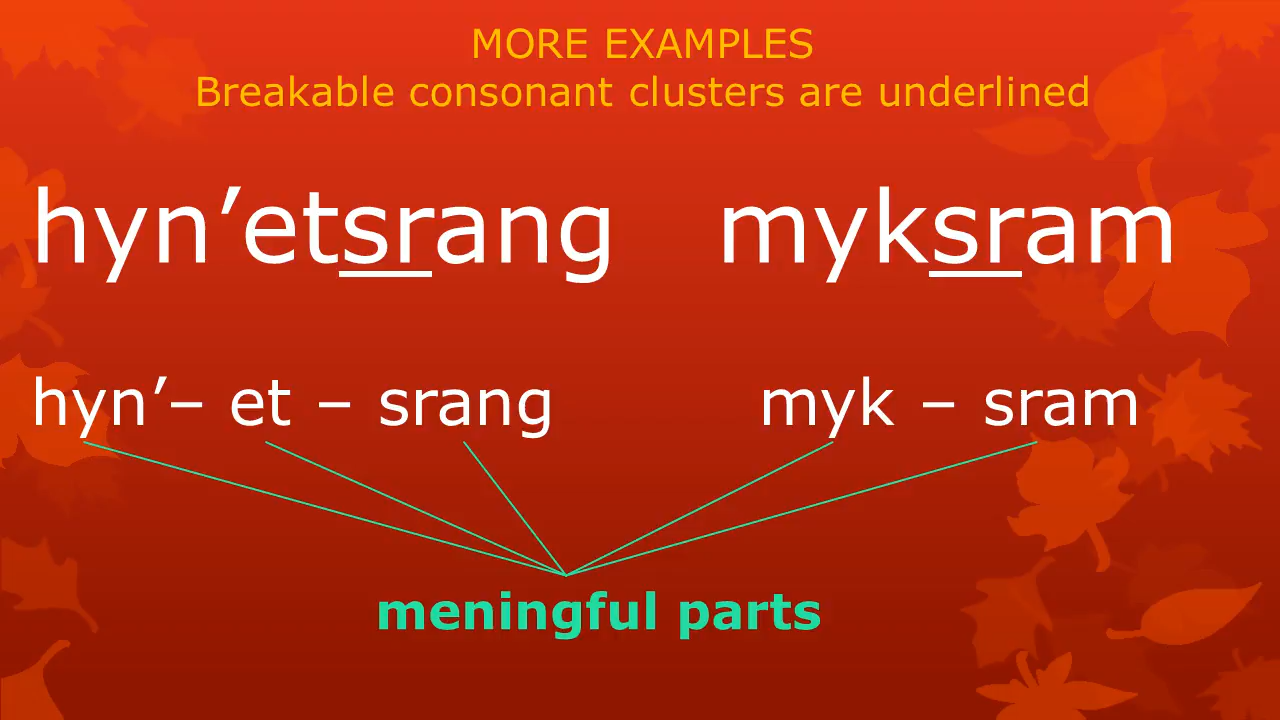 MORE EXAMPLES
Breakable consonant clusters are underlined
hyn’etsrang myksram
hyn’– et – srang myk – sram
meningful parts